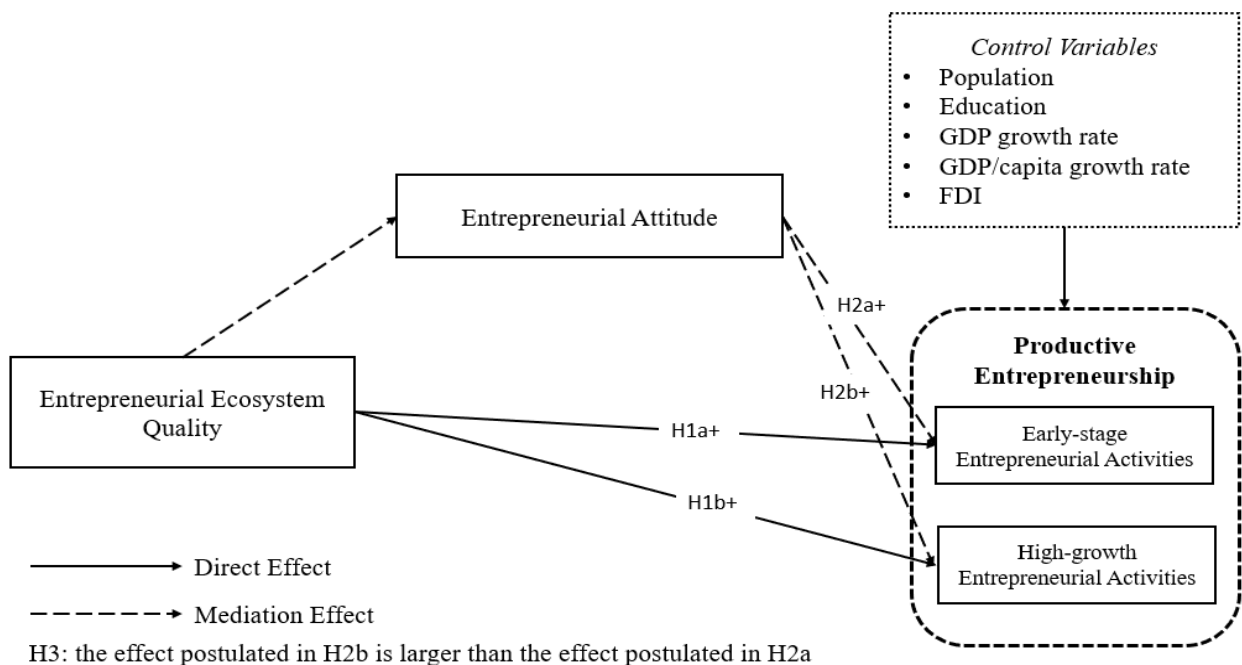 Control Variables
• Population
• Education
• GDP growth rate
• GDP/capita growth rate
• FDI
Entrepreneurial Attitude
H2a+
H2b+
Productive
Entrepreneurship
Entrepreneurial Ecosystem
Quality
H1a+
Early-stage
Entrepreneurial Activities
H1b+
High-growth
Entrepreneurial Activities
Direct Effect
Mediation Effect
H3: the effect postulated in H2b is larger than the effect postulated in H2a